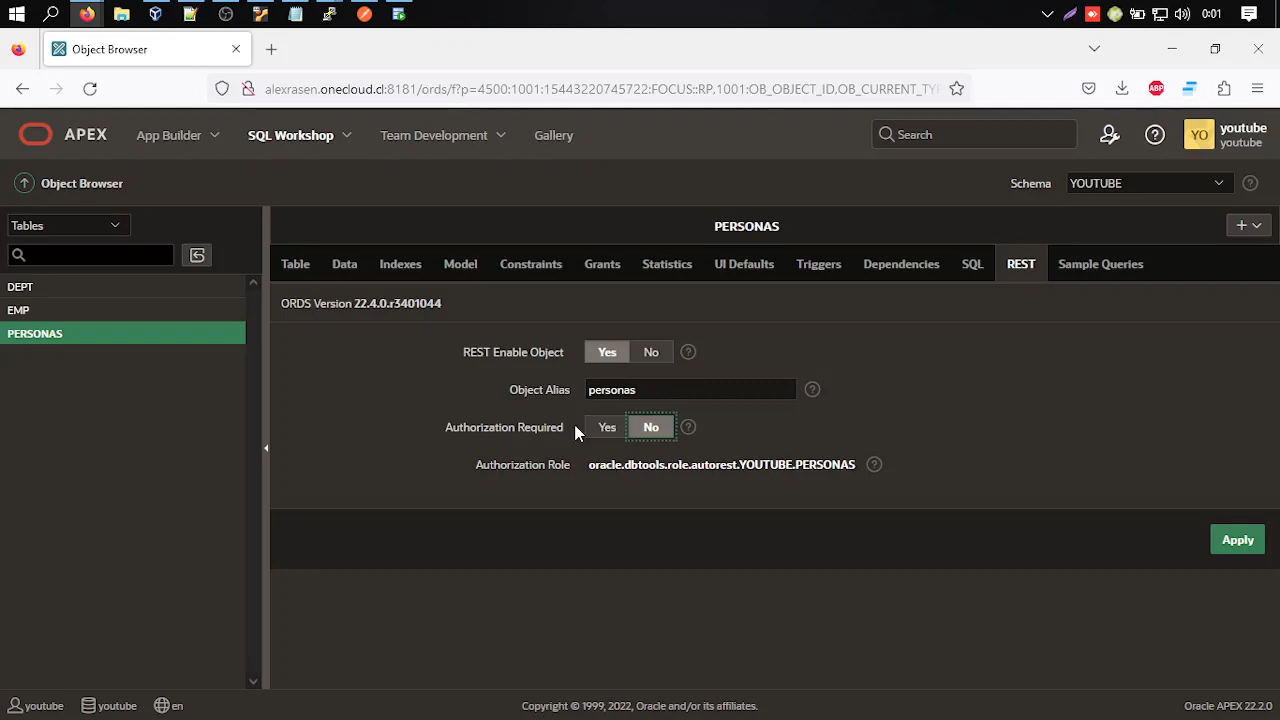 0:01
Object Browser
alexrasen.onecloud.cl:8181/ords/f?p=4500:1001:15443220745722:FOCUS::RP,1001:OB_OBJECT_ID,OB_CURRENT_TY
ABP
APEX
App Builder
SQL Workshop
Team Development
Gallery
Search
YO
youtube
youtube
Object Browser
Schema
YOUTUBE
Tables
PERSONAS
Table
Data
Indexes
Model
Constraints
Grants
Statistics
UI Defaults
Triggers
Dependencies
SQL
REST
Sample Queries
DEPT
EMP
PERSONAS
ORDS Version 22.4.0.r3401044
REST Enable Object Yes No
Object Alias personas
Authorization Required Yes No
Authorization Role oracle.dbtools.role.autorest.YOUTUBE.PERSONAS
Apply
youtube
youtube
en
Copyright © 1999, 2022, Oracle and/or its affiliates.
Oracle APEX 22.2.0